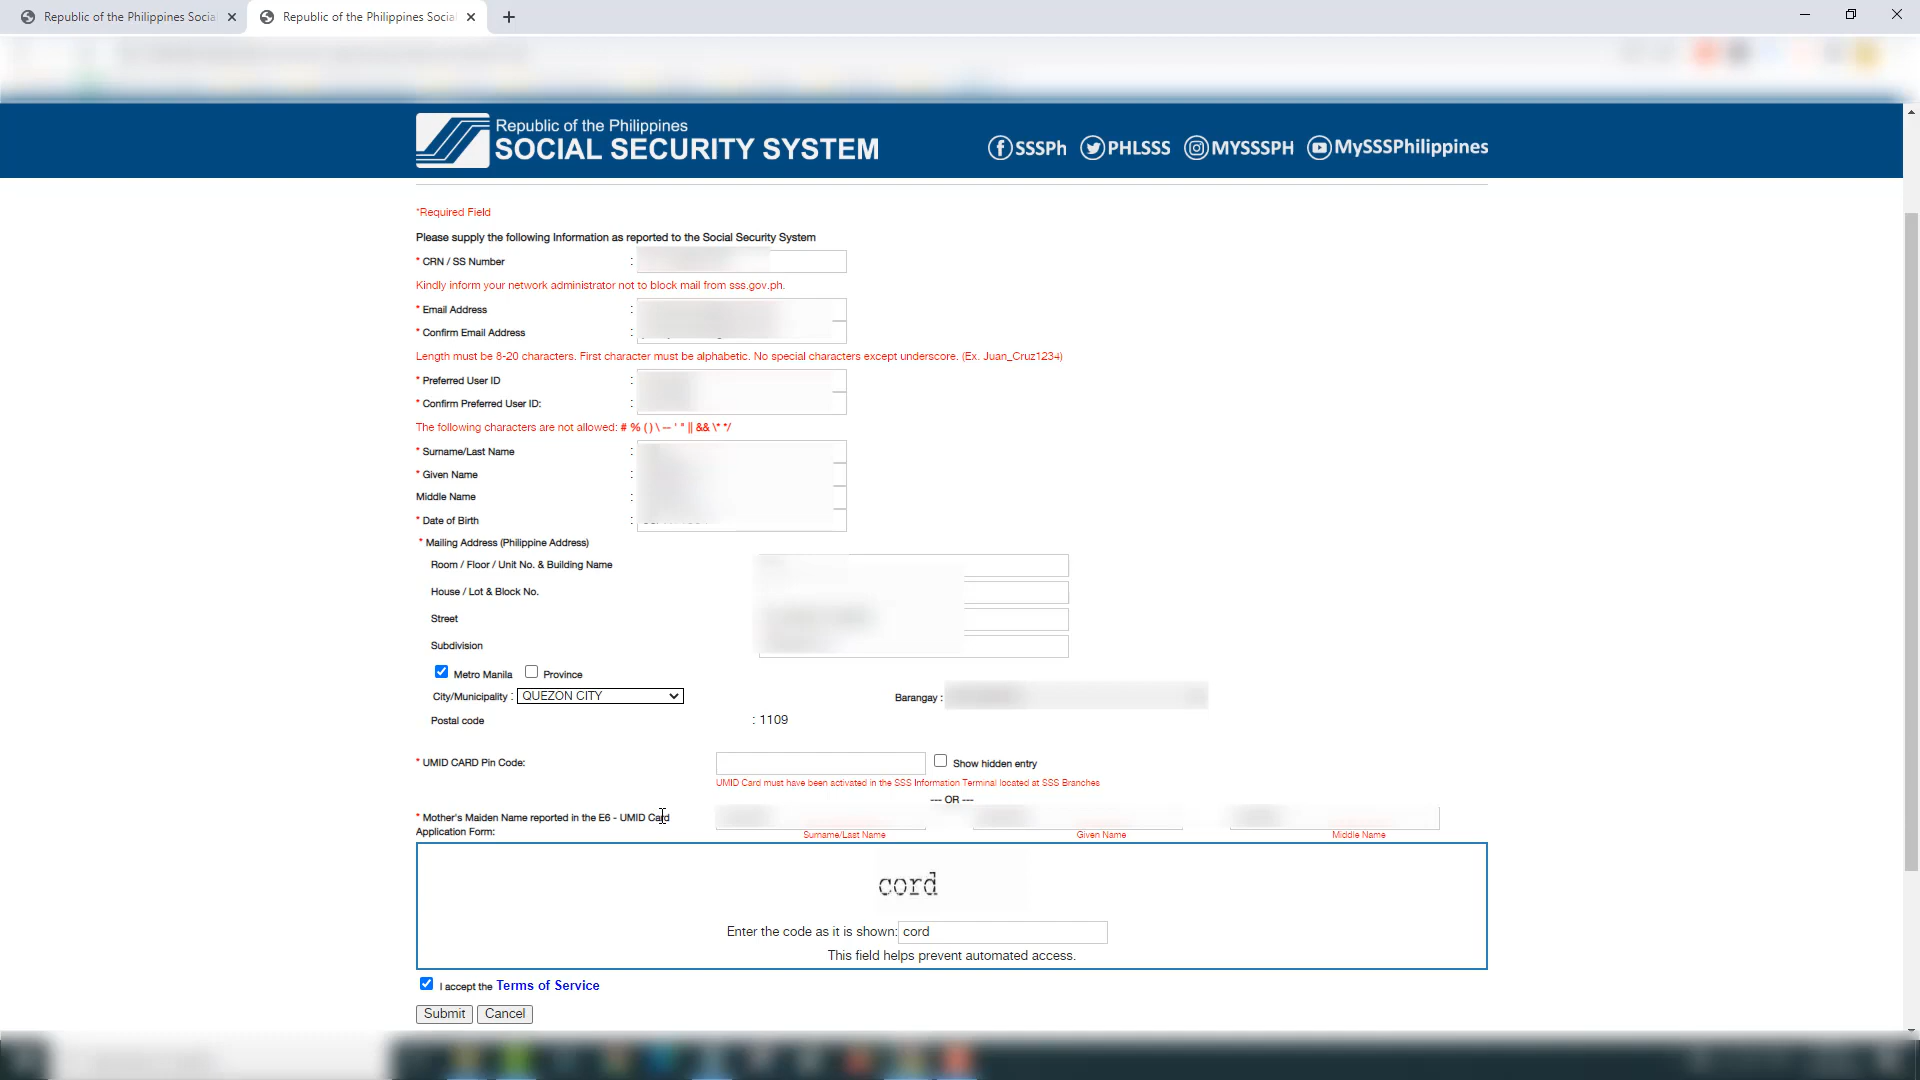 Republic of the Philippines Socia
Republic of the Philippines Socia
Republic of the Philippines
SOCIAL SECURITY SYSTEM
SSSPh PHLSSS MYSSSPH MySSSPhilippines
*Required Field
Please supply the following Information as reported to the Social Security System
* CRN / SS Number :
Kindly inform your network administrator not to block mail from sss.gov.ph.
* Email Address :
* Confirm Email Address :
Length must be 8-20 characters. First character must be alphabetic. No special characters except underscore. (Ex. Juan_Cruz1234)
* Preferred User ID :
* Confirm Preferred User ID: :
The following characters are not allowed: # % ( ) \ -- ' " || && \* */
* Surname/Last Name :
* Given Name :
Middle Name :
* Date of Birth :
* Mailing Address (Philippine Address)
Room / Floor / Unit No. & Building Name
House / Lot & Block No.
Street
Subdivision
Metro Manila Province
City/Municipality : QUEZON CITY Barangay :
Postal code : 1109
* UMID CARD Pin Code: Show hidden entry
UMID Card must have been activated in the SSS Information Terminal located at SSS Branches
--- OR ---
* Mother's Maiden Name reported in the E6 - UMID Card
Application Form: Surname/Last Name Given Name Middle Name
cord
Enter the code as it is shown: cord
This field helps prevent automated access.
I accept the Terms of Service
Submit Cancel